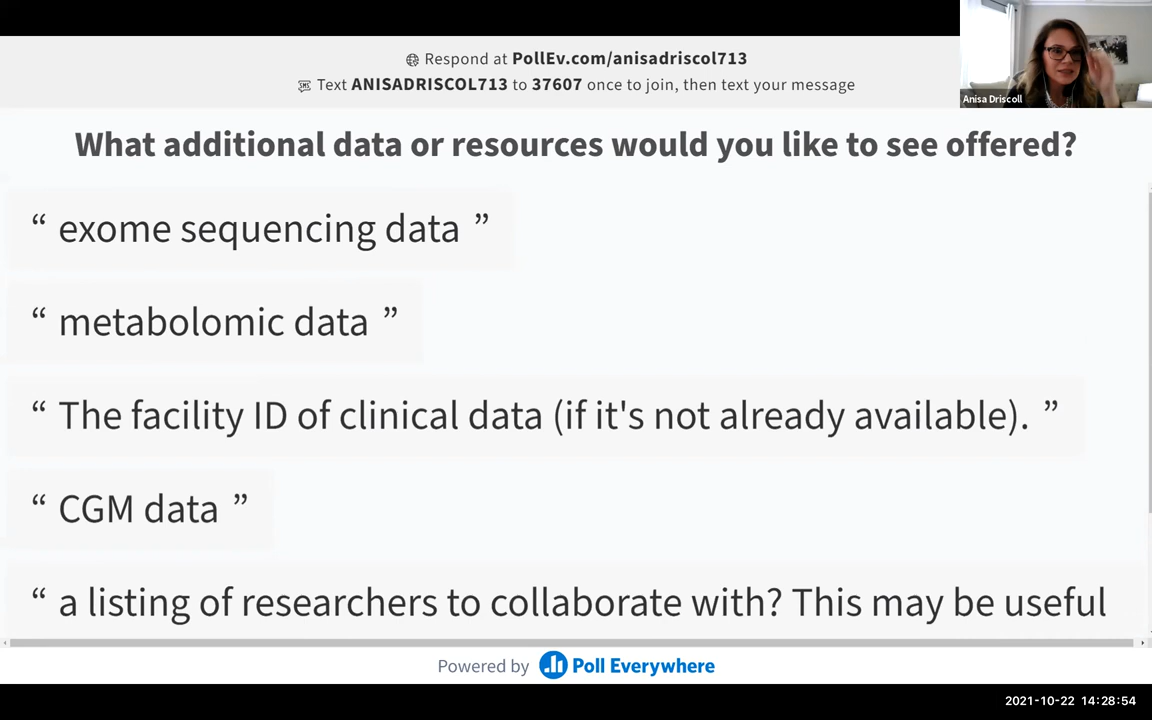 Respond at PollEv.com/anisadriscol713
Text ANISADRISCOL713 to 37607 once to join, then text your message
Anisa Driscoll
What additional data or resources would you like to see offered?
“ exome sequencing data ”
“ metabolomic data ”
“ The facility ID of clinical data (if it's not already available). ”
“ CGM data ”
“ a listing of researchers to collaborate with? This may be useful
Powered by Poll Everywhere
2021-10-22 14:28:54